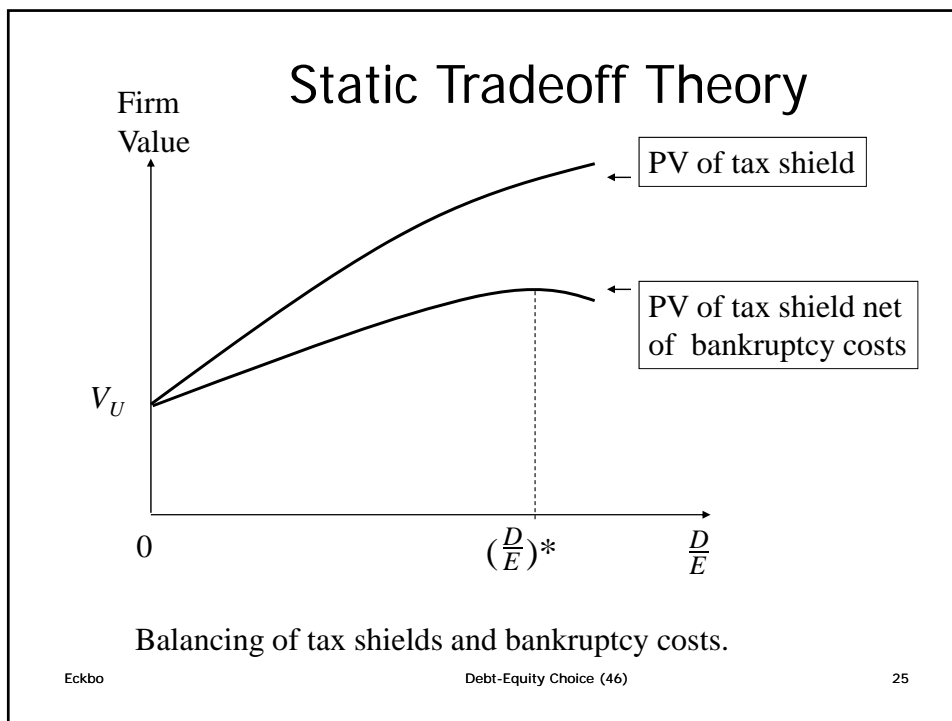 Static Tradeoff Theory
Firm
Value
PV of tax shield
PV of tax shield net
of bankruptcy costs
V_U
0
(D/E)*
D/E
Balancing of tax shields and bankruptcy costs.
Eckbo
Debt-Equity Choice (46)
25